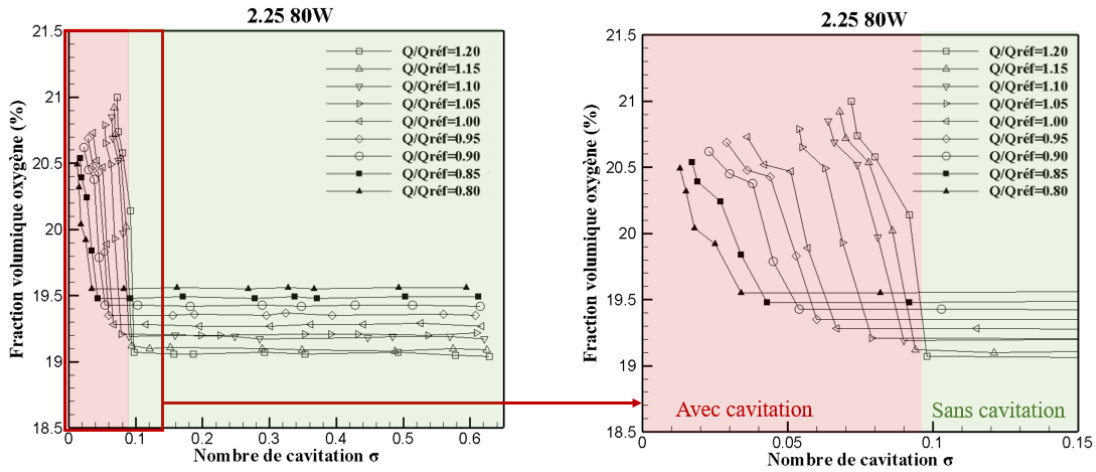 2.25 80W
Fraction volumique oxygène (%)
21.5
21
20.5
20
19.5
19
18.5
Q/Qréf=1.20
Q/Qréf=1.15
Q/Qréf=1.10
Q/Qréf=1.05
Q/Qréf=1.00
Q/Qréf=0.95
Q/Qréf=0.90
Q/Qréf=0.85
Q/Qréf=0.80
0 0.1 0.2 0.3 0.4 0.5 0.6
Nombre de cavitation σ
2.25 80W
Fraction volumique oxygène (%)
21.5
21
20.5
20
19.5
19
18.5
Q/Qréf=1.20
Q/Qréf=1.15
Q/Qréf=1.10
Q/Qréf=1.05
Q/Qréf=1.00
Q/Qréf=0.95
Q/Qréf=0.90
Q/Qréf=0.85
Q/Qréf=0.80
Avec cavitation
Sans cavitation
0 0.05 0.1 0.15
Nombre de cavitation σ